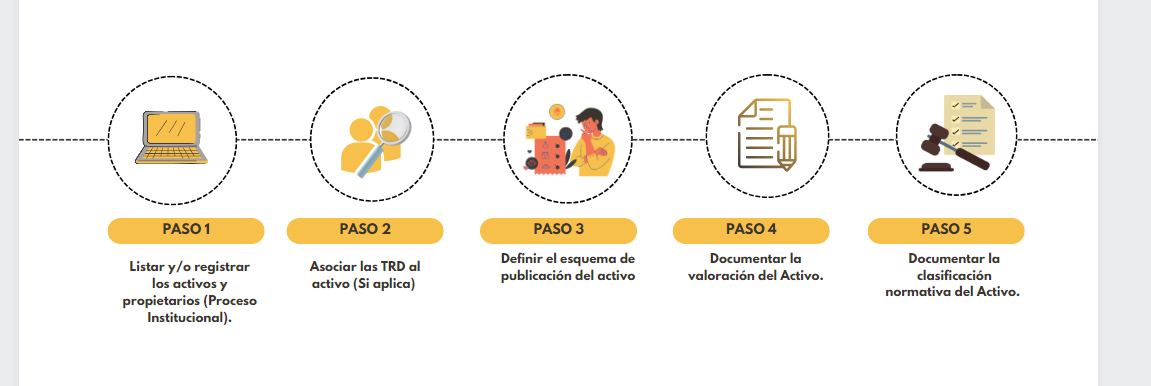 PASO 1
Listar y/o registrar
los activos y
propietarios (Proceso
Institucional).
PASO 2
Asociar las TRD al
activo (Si aplica)
PASO 3
Definir el esquema de
publicación del activo
PASO 4
Documentar la
valoración del Activo.
PASO 5
Documentar la
clasificación
normativa del Activo.